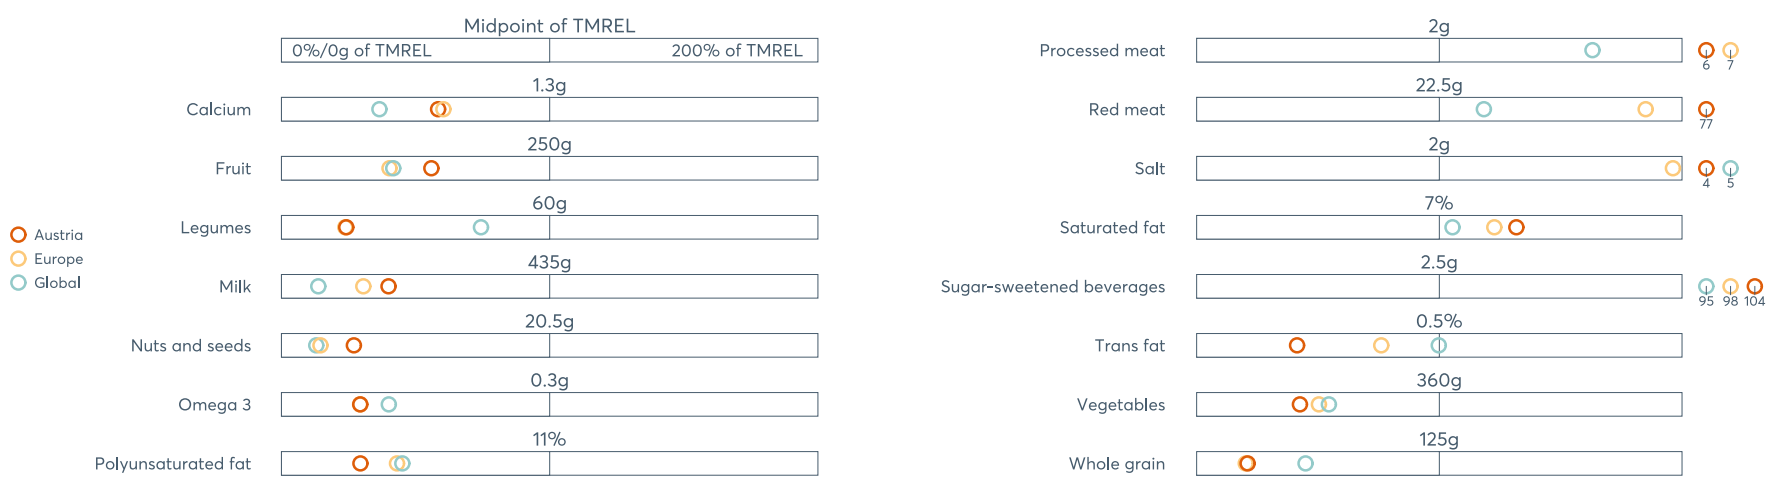 Midpoint of TMREL
0%/0g of TMREL 200% of TMREL
1.3g
Calcium
250g
Fruit
60g
Legumes
435g
Milk
20.5g
Nuts and seeds
0.3g
Omega 3
11%
Polyunsaturated fat
Austria
Europe
Global
2g
Processed meat
6 7
22.5g
Red meat
77
2g
Salt
4 5
7%
Saturated fat
2.5g
Sugar-sweetened beverages
95 98 104
0.5%
Trans fat
360g
Vegetables
125g
Whole grain